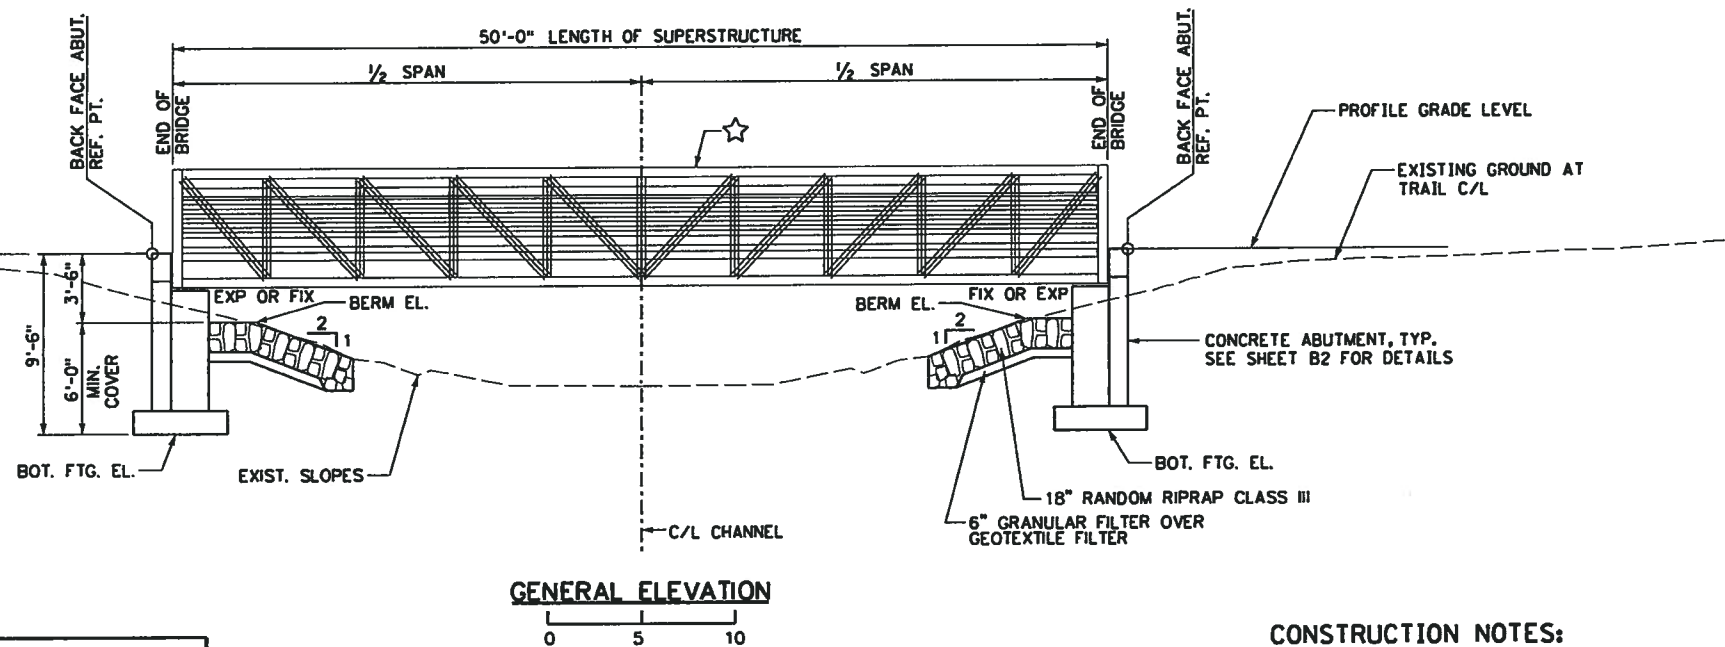 50'-0" LENGTH OF SUPERSTRUCTURE
1/2 SPAN
1/2 SPAN
BACK FACE ABUT.
REF. PT.
END OF
BRIDGE
END OF
BRIDGE
BACK FACE ABUT.
REF. PT.
PROFILE GRADE LEVEL
EXISTING GROUND AT
TRAIL C/L
EXP OR FIX
BERM EL.
BERM EL.
FIX OR EXP
3'-6"
9'-6"
6'-0"
MIN.
COVER
2
1
2
1
CONCRETE ABUTMENT, TYP.
SEE SHEET B2 FOR DETAILS
BOT. FTG. EL.
EXIST. SLOPES
BOT. FTG. EL.
18" RANDOM RIPRAP CLASS III
6" GRANULAR FILTER OVER
GEOTEXTILE FILTER
C/L CHANNEL
GENERAL ELEVATION
0 5 10
CONSTRUCTION NOTES: